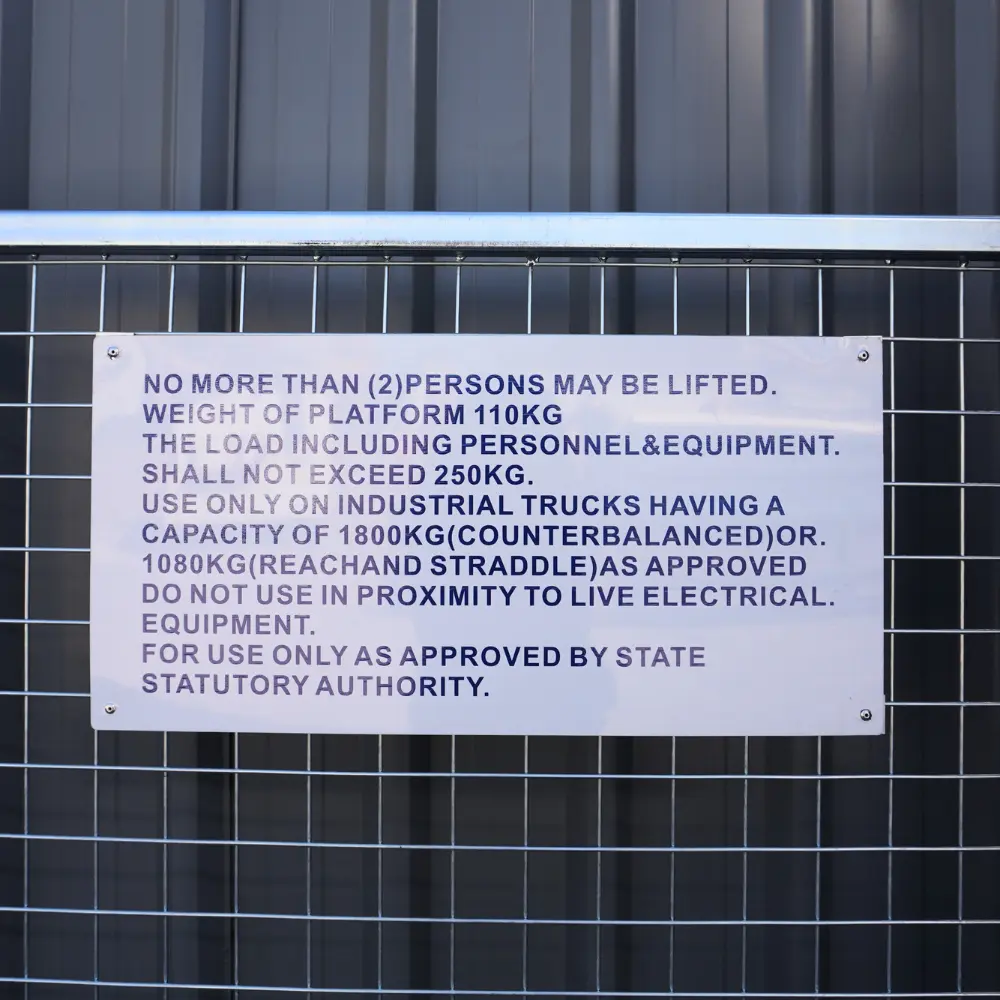 NO MORE THAN (2)PERSONS MAY BE LIFTED.
WEIGHT OF PLATFORM 110KG
THE LOAD INCLUDING PERSONNEL&EQUIPMENT.
SHALL NOT EXCEED 250KG.
USE ONLY ON INDUSTRIAL TRUCKS HAVING A
CAPACITY OF 1800KG(COUNTERBALANCED)OR.
1080KG(REACHAND STRADDLE)AS APPROVED
DO NOT USE IN PROXIMITY TO LIVE ELECTRICAL.
EQUIPMENT.
FOR USE ONLY AS APPROVED BY STATE
STATUTORY AUTHORITY.